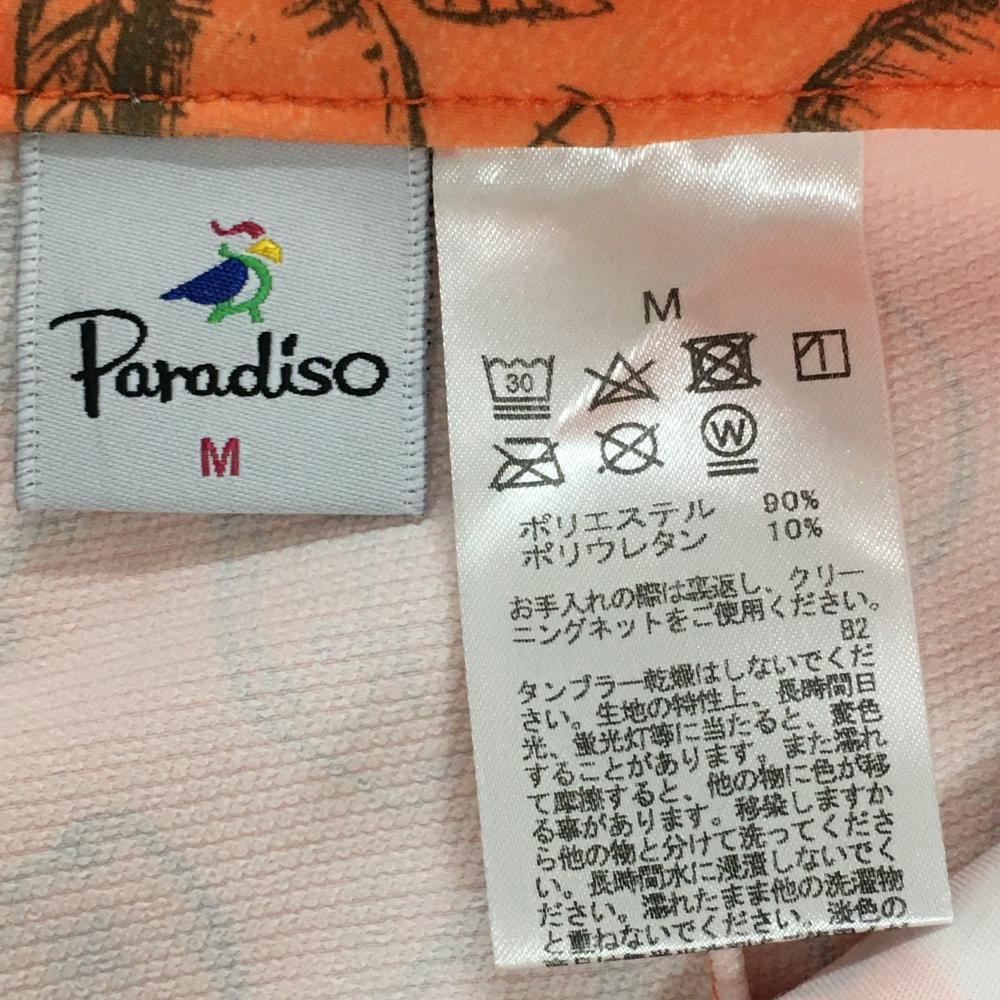 Paradiso
M
M
30
W
ポリエステル 90%
ポリウレタン 10%
お手入れの際は裏返し、クリー
ニングネットをご使用ください。
B2
タンブラー乾燥はしないでくだ
さい。生地の特性上、長時間日
光、蛍光灯等に当たると、変色
することがあります。また濡れ
て摩擦すると、他の物に色が移
る事があります。移染しますか
ら他の物と分けて洗ってくださ
い。長時間水に浸漬しないでく
ださい。濡れたまま他の洗濯物
と重ねないでください。淡色の